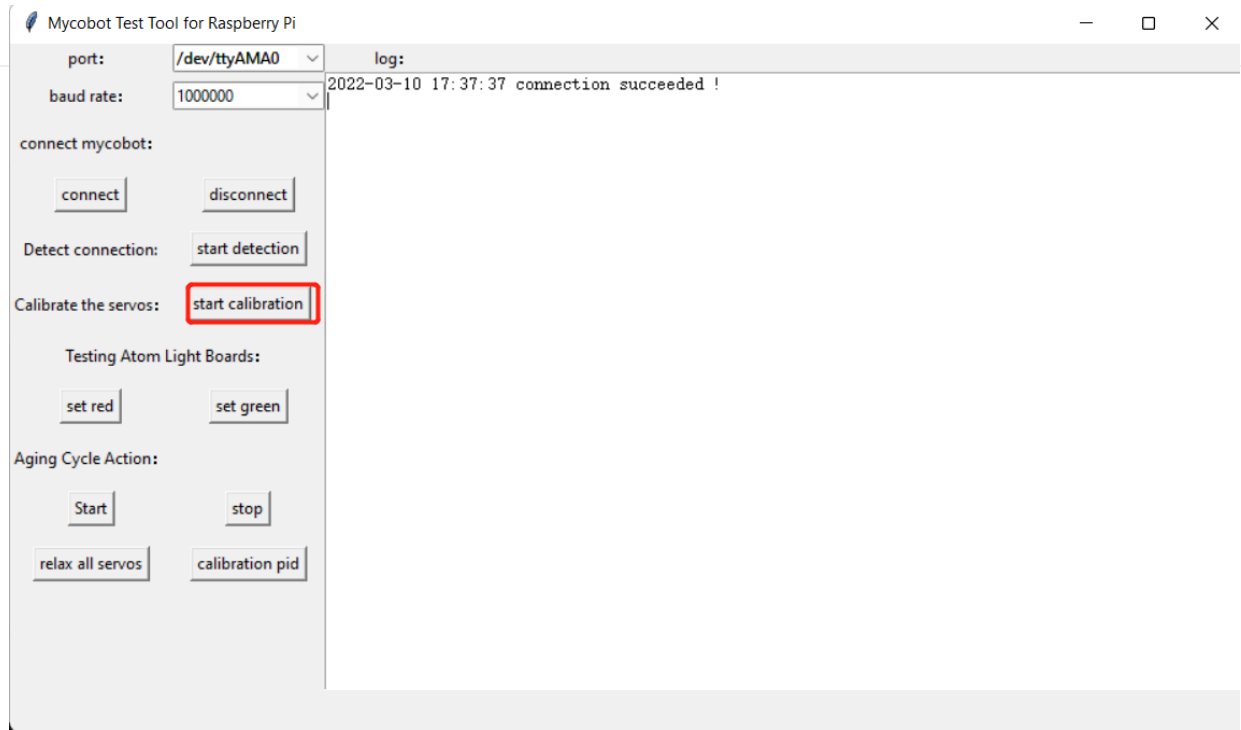 Mycobot Test Tool for Raspberry Pi
port: /dev/ttyAMA0 log:
baud rate: 1000000 2022-03-10 17:37:37 connection succeeded !
connect mycobot:
connect disconnect
Detect connection: start detection
Calibrate the servos: start calibration
Testing Atom Light Boards:
set red set green
Aging Cycle Action:
Start stop
relax all servos calibration pid